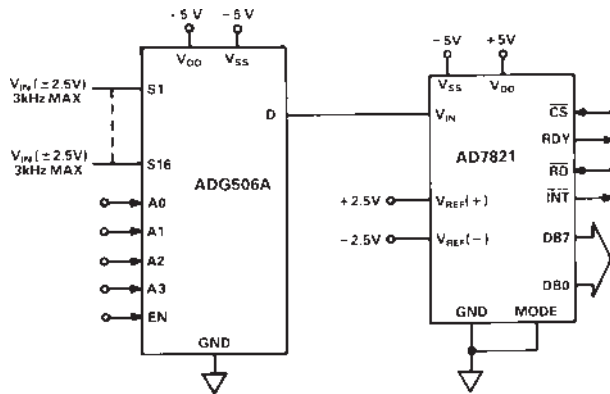 - 5V
- 5V
VDD
VSS
VIN (±2.5V)
3kHz MAX
S1
D
VIN (±2.5V)
3kHz MAX
S16
ADG506A
A0
A1
A2
A3
EN
GND
- 5V
+5V
VSS
VDD
VIN
AD7821
CS
RDY
RD
INT
+2.5V
VREF(+)
-2.5V
VREF(-)
DB7
DB0
GND
MODE